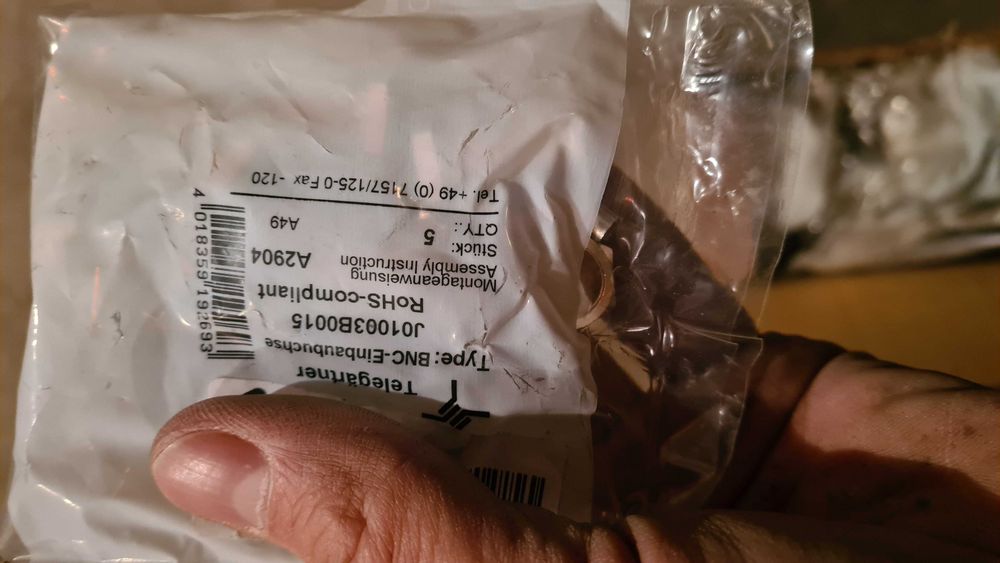 Telegärtner
Type: BNC-Einbaubuchse
J01003B0015
RoHS-compliant
Montageanweisung
Assembly Instruction A2904
Stück:
QTY.: 5 A49
Tel. + 49 (0) 7157/125-0 Fax -120
4 018359 192693